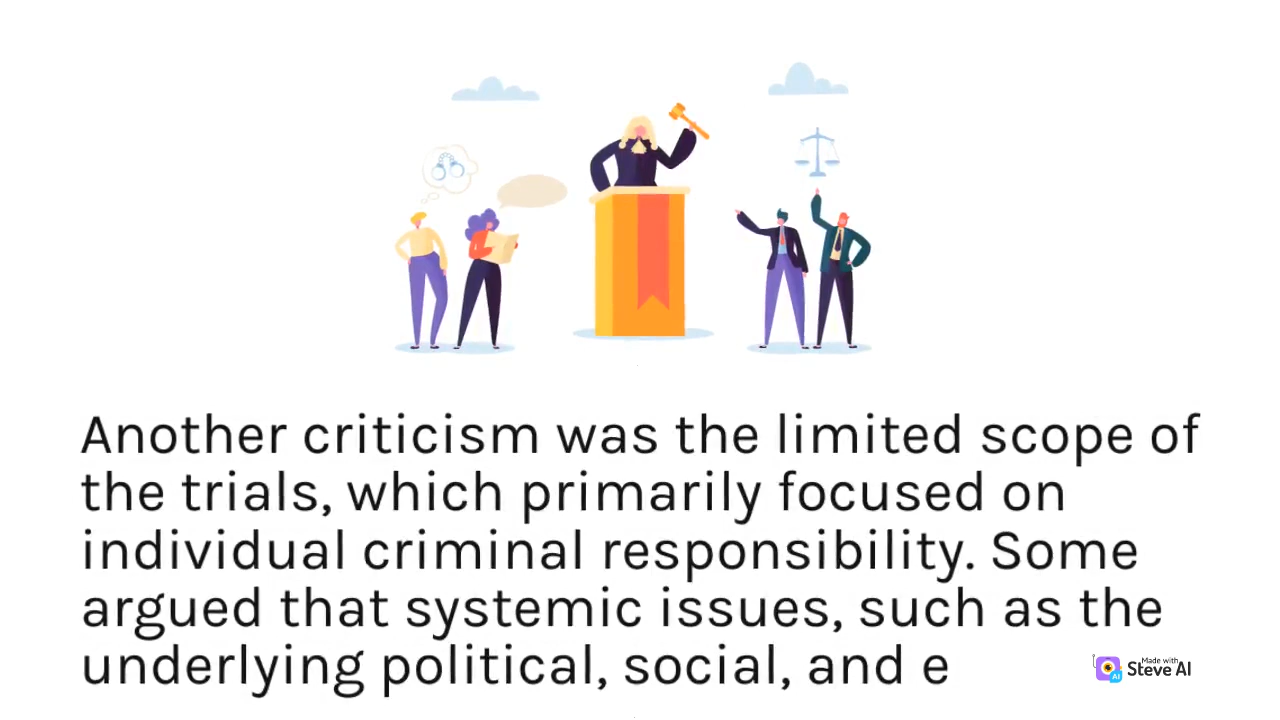 Another criticism was the limited scope of
the trials, which primarily focused on
individual criminal responsibility. Some
argued that systemic issues, such as the
underlying political, social, and e
Made with
Steve AI
AI